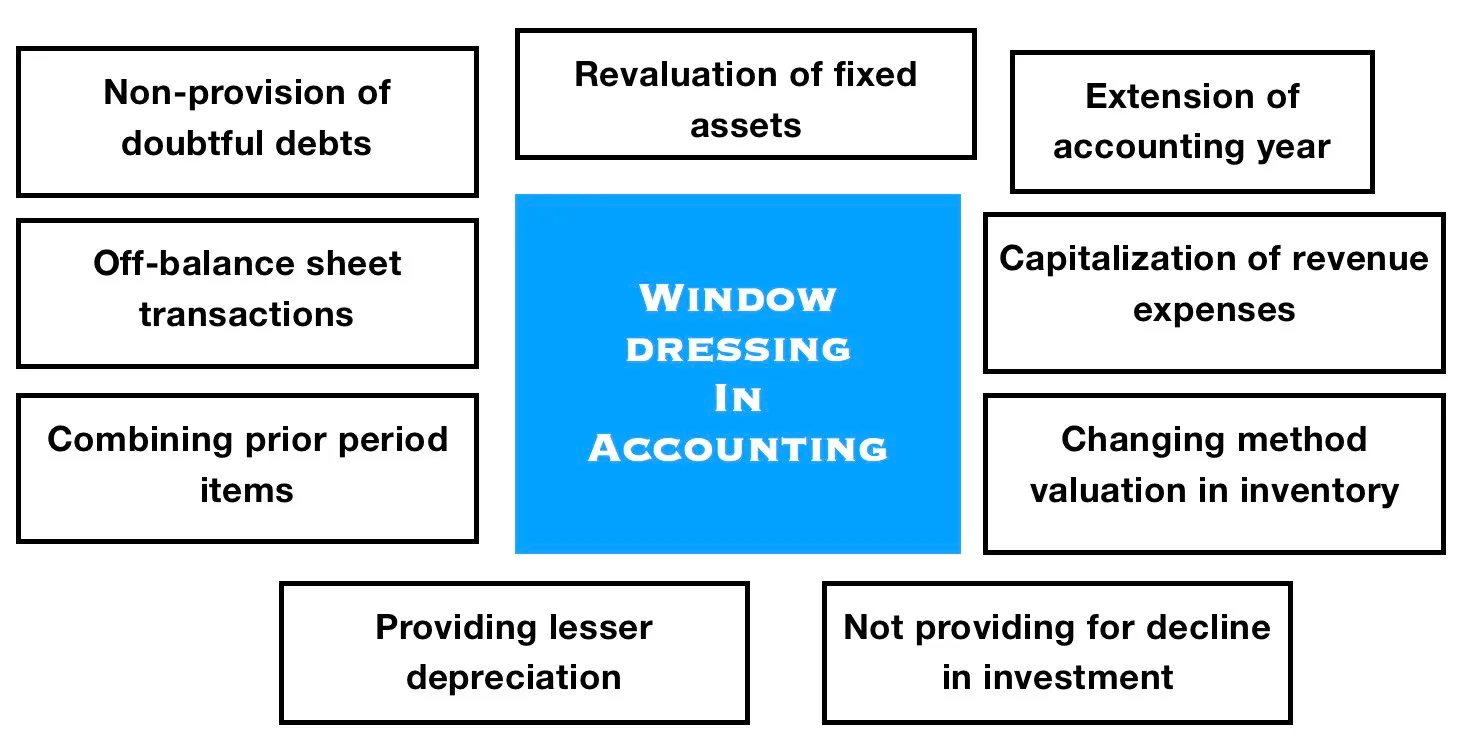 Non-provision of
doubtful debts
Revaluation of fixed
assets
Extension of
accounting year
Off-balance sheet
transactions
Window
dressing
In
Accounting
Capitalization of revenue
expenses
Combining prior period
items
Changing method
valuation in inventory
Providing lesser
depreciation
Not providing for decline
in investment